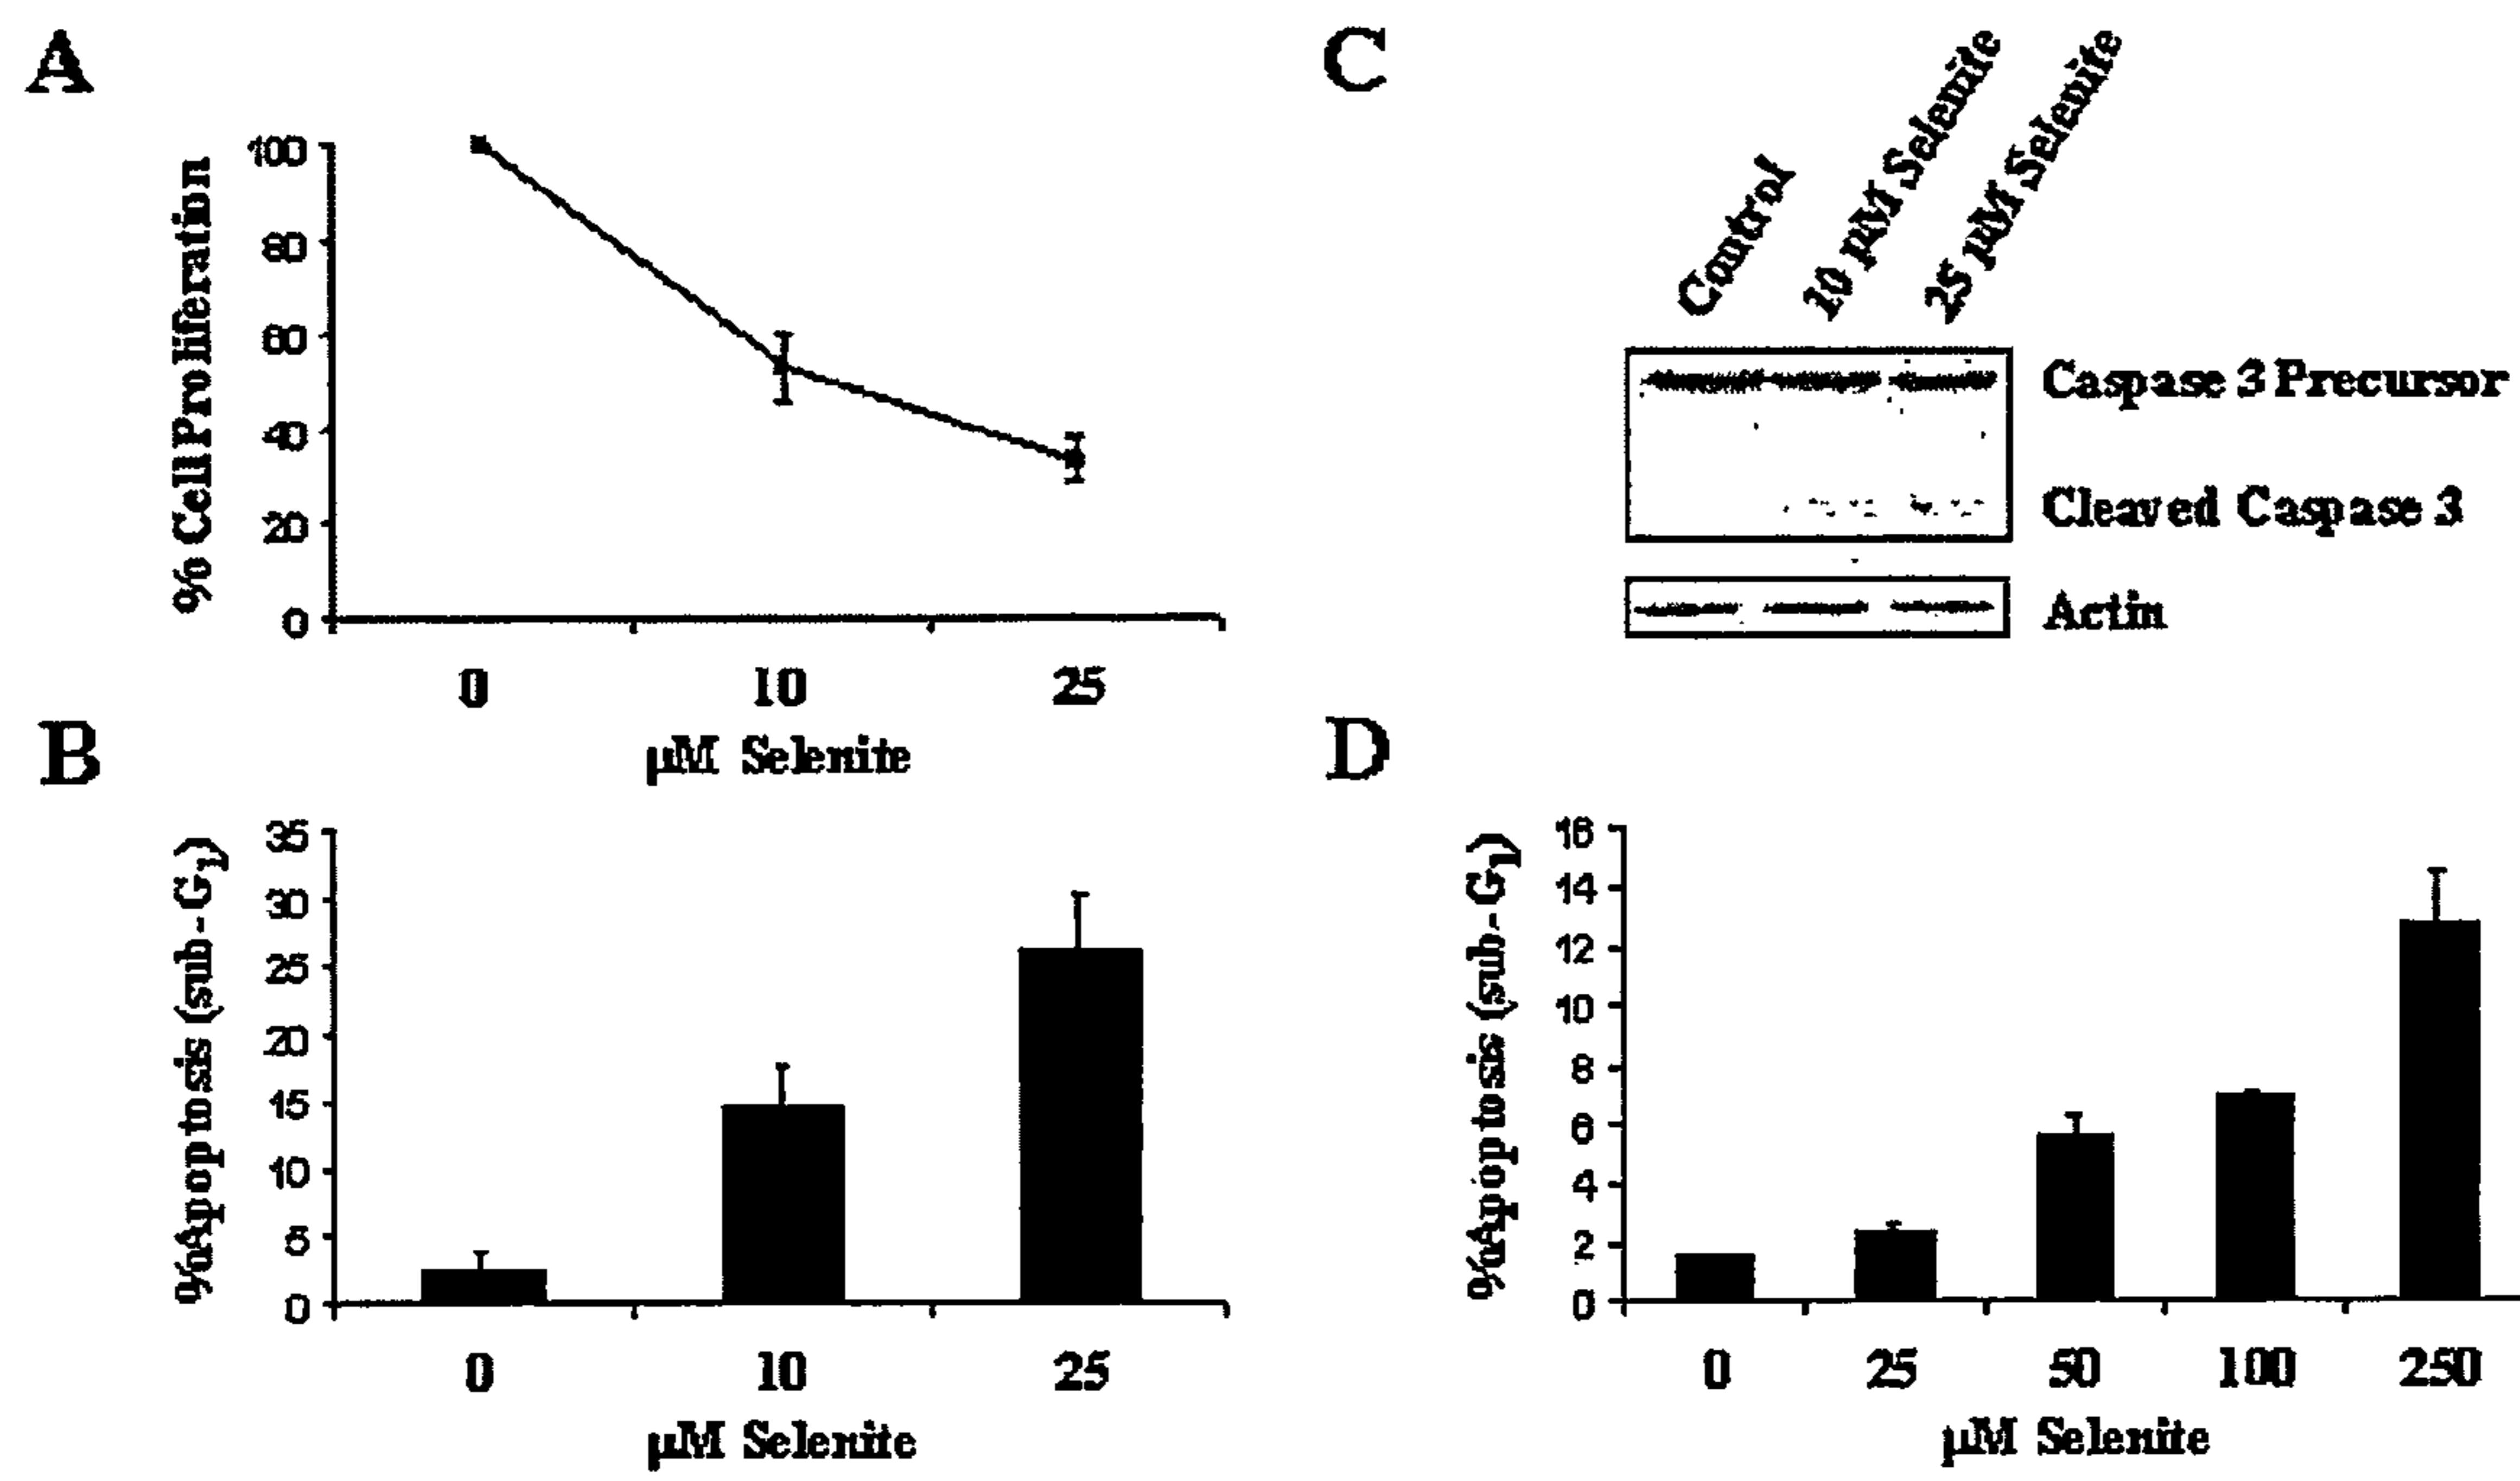 A
% Cell Proliferation
100
80
60
40
20
0
0 10 25
µM Selenite
B
%Apoptosis (sub-G1)
35
30
25
20
15
10
5
0
0 10 25
µM Selenite
C
Control
10 µM Selenite
25 µM Selenite
Caspase 3 Precursor
Cleaved Caspase 3
Actin
D
%Apoptosis (sub-G1)
16
14
12
10
8
6
4
2
0
0 25 50 100 250
µM Selenite